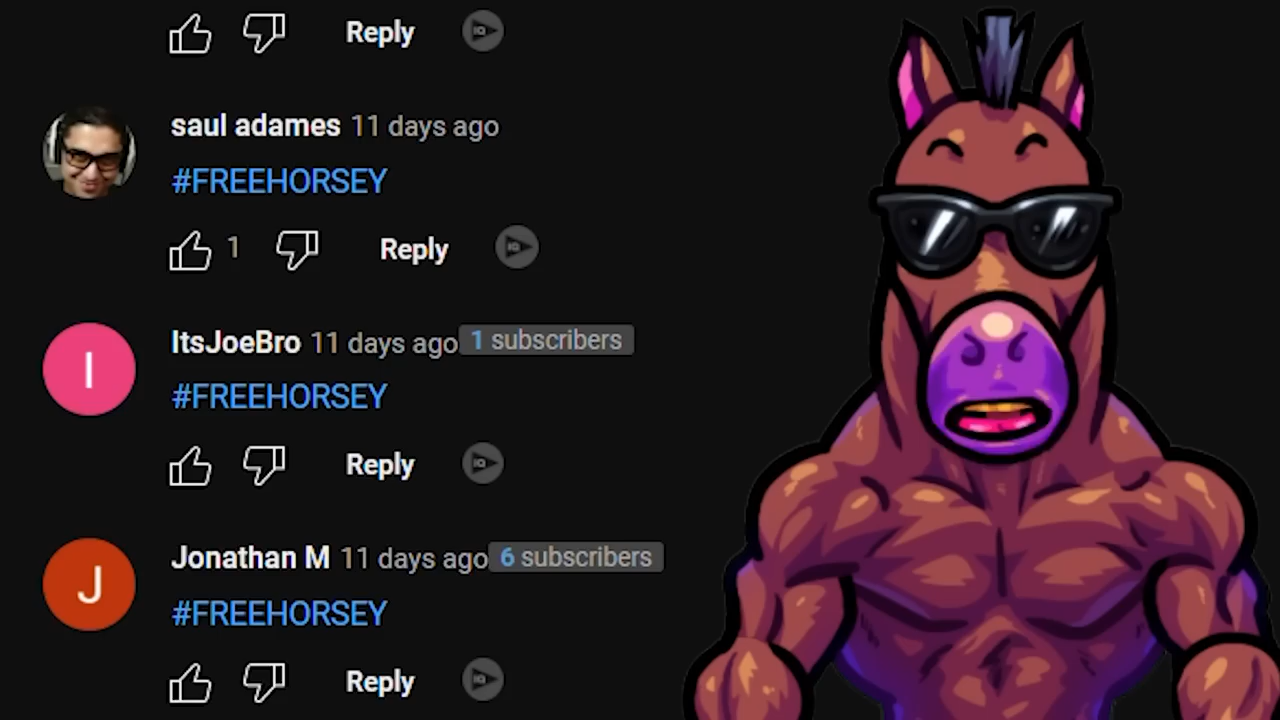 Reply
saul adames 11 days ago
#FREEHORSEY
1
Reply
ItsJoeBro 11 days ago 1 subscribers
#FREEHORSEY
Reply
Jonathan M 11 days ago 6 subscribers
#FREEHORSEY
Reply
I
J